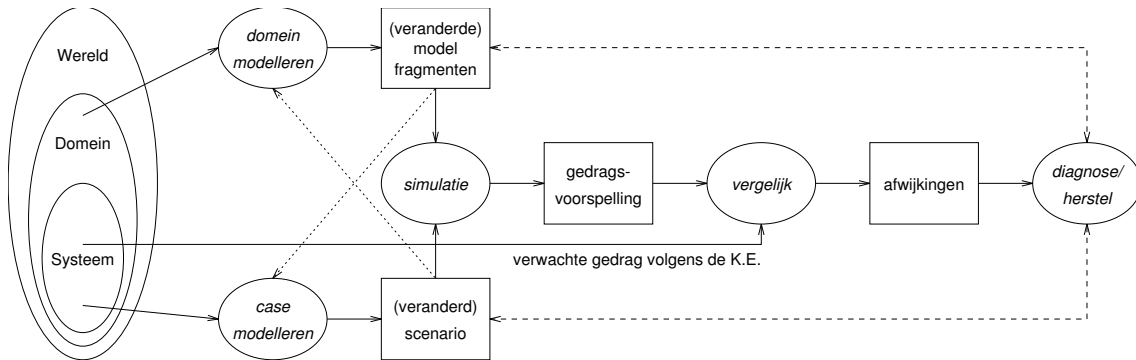 Wereld
Domein
Systeem
domein
modelleren
(veranderde)
model
fragmenten
simulatie
gedrags-
voorspelling
vergelijk
afwijkingen
diagnose/
herstel
verwachte gedrag volgens de K.E.
case
modelleren
(veranderd)
scenario